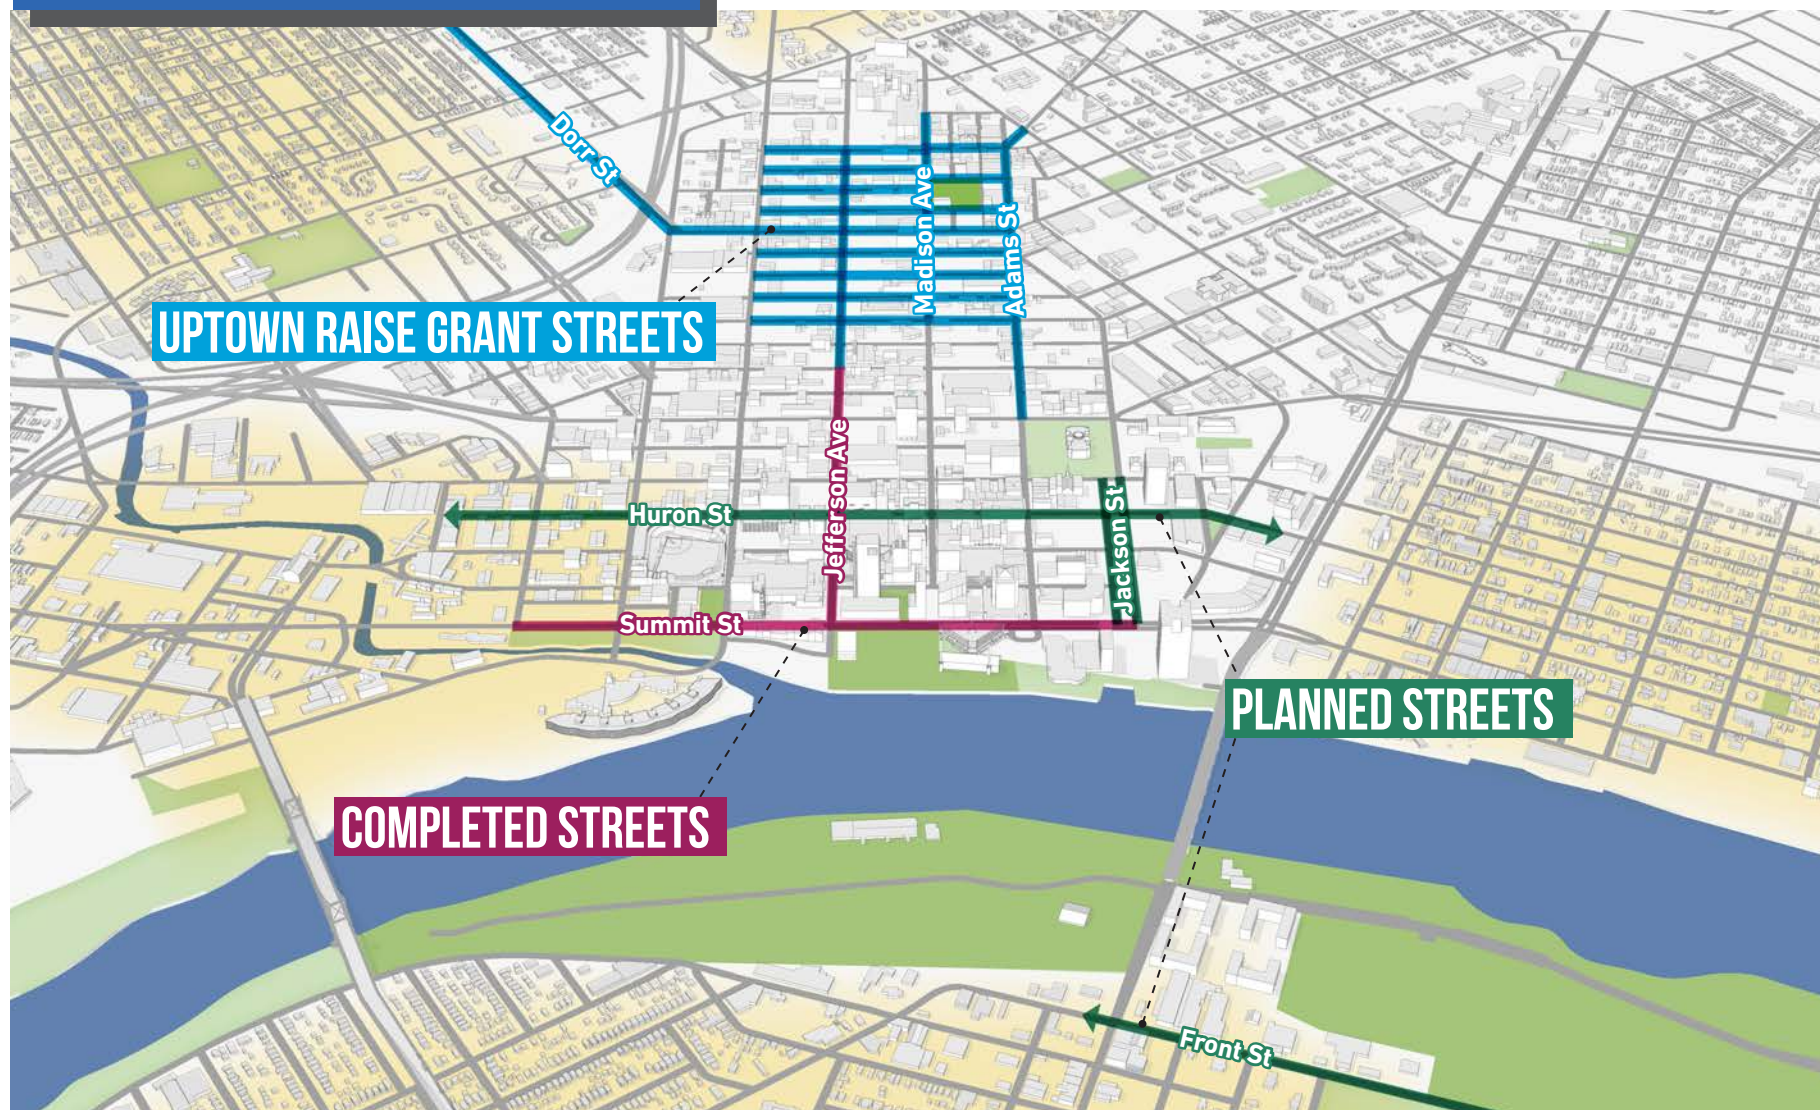 Dorr St
Madison Ave
Adams St
UPTOWN RAISE GRANT STREETS
Jefferson Ave
Huron St
Jackson St
Summit St
PLANNED STREETS
COMPLETED STREETS
Front St